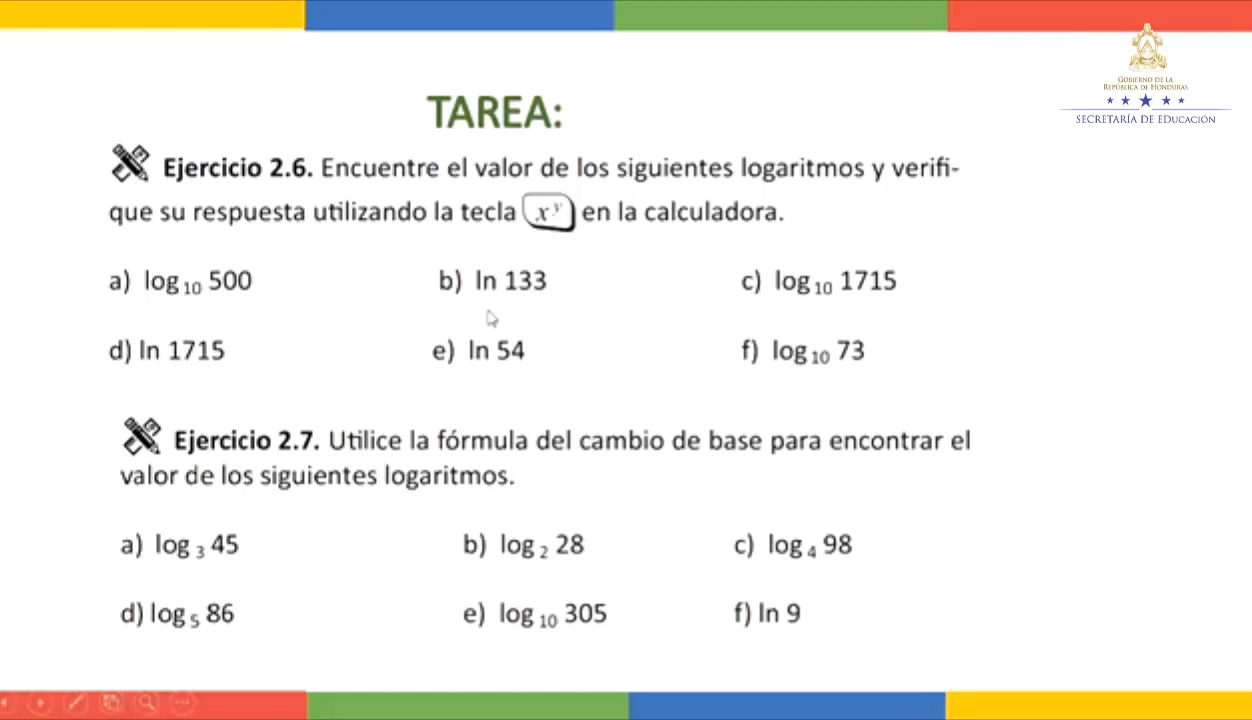 GOBIERNO DE LA
REPÚBLICA DE HONDURAS
SECRETARÍA DE EDUCACIÓN
TAREA:
Ejercicio 2.6. Encuentre el valor de los siguientes logaritmos y verifi-
que su respuesta utilizando la tecla xʸ en la calculadora.
a) log₁₀ 500 b) ln 133 c) log₁₀ 1715
d) ln 1715 e) ln 54 f) log₁₀ 73
Ejercicio 2.7. Utilice la fórmula del cambio de base para encontrar el
valor de los siguientes logaritmos.
a) log₃ 45 b) log₂ 28 c) log₄ 98
d) log₅ 86 e) log₁₀ 305 f) ln 9